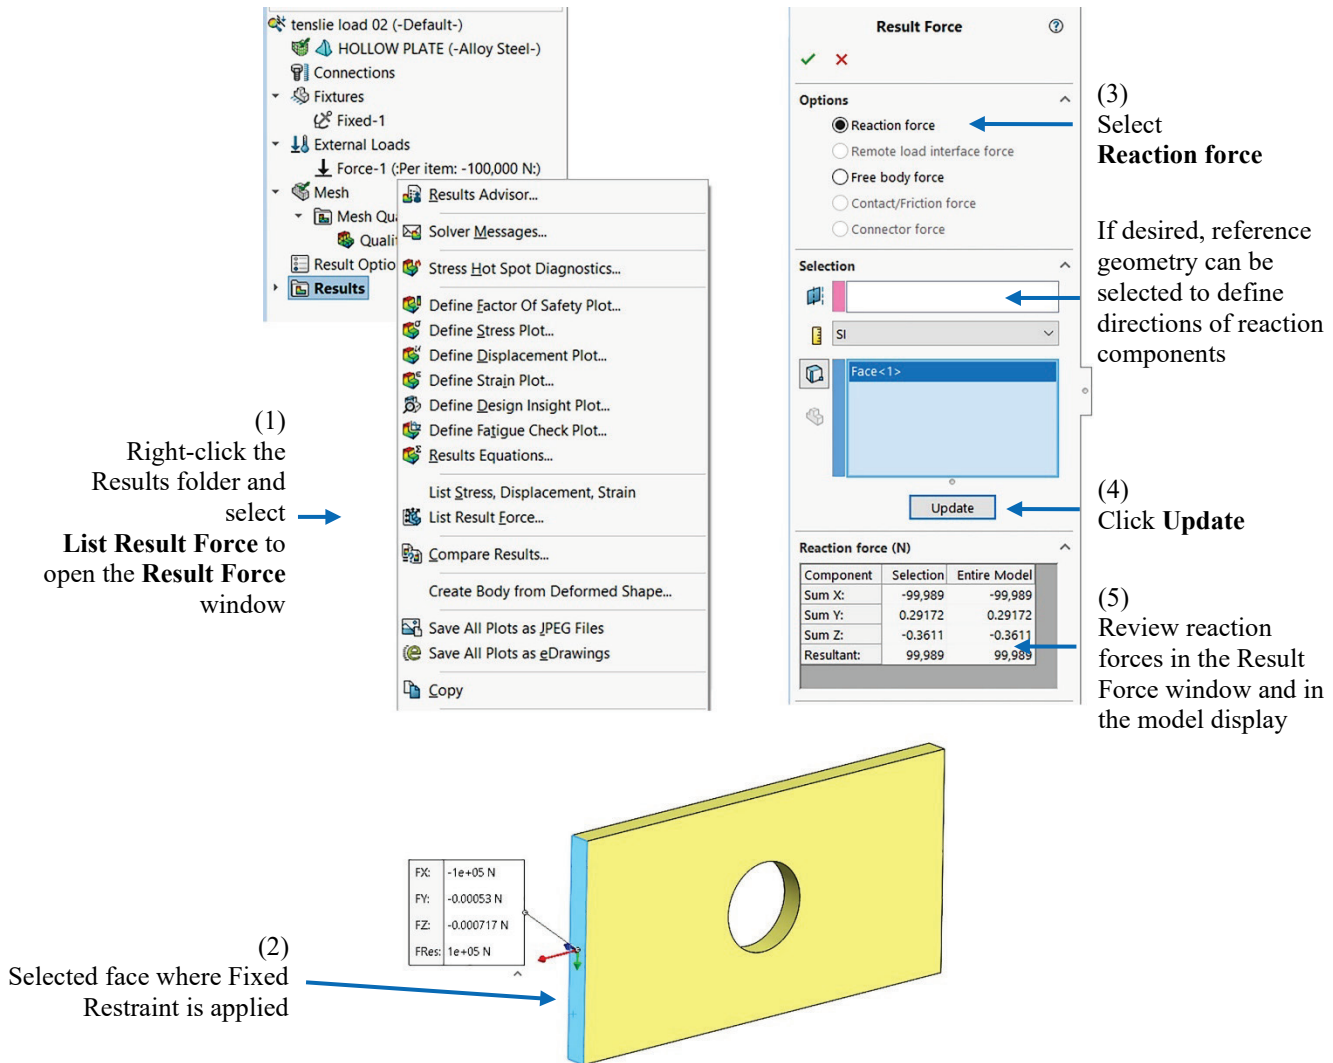 tenslie load 02 (-Default-)
HOLLOW PLATE (-Alloy Steel-)
Connections
Fixtures
Fixed-1
External Loads
Force-1 (:Per item: -100,000 N:)
Mesh
Mesh Qua
Qualit
Result Optio
Results
Results Advisor...
Solver Messages...
Stress Hot Spot Diagnostics...
Define Factor Of Safety Plot...
Define Stress Plot...
Define Displacement Plot...
Define Strain Plot...
Define Design Insight Plot...
Define Fatigue Check Plot...
Results Equations...
List Stress, Displacement, Strain
List Result Force...
Compare Results...
Create Body from Deformed Shape...
Save All Plots as JPEG Files
Save All Plots as eDrawings
Copy
(1)
Right-click the
Results folder and
select
List Result Force to
open the Result Force
window
Result Force
Options
Reaction force
Remote load interface force
Free body force
Contact/Friction force
Connector force
Selection
SI
Face<1>
Update
Reaction force (N)
Component Selection Entire Model
Sum X: -99,989 -99,989
Sum Y: 0.29172 0.29172
Sum Z: -0.3611 -0.3611
Resultant: 99,989 99,989
(3)
Select
Reaction force
If desired, reference
geometry can be
selected to define
directions of reaction
components
(4)
Click Update
(5)
Review reaction
forces in the Result
Force window and in
the model display
FX: -1e+05 N
FY: -0.00053 N
FZ: -0.000717 N
FRes: 1e+05 N
(2)
Selected face where Fixed
Restraint is applied